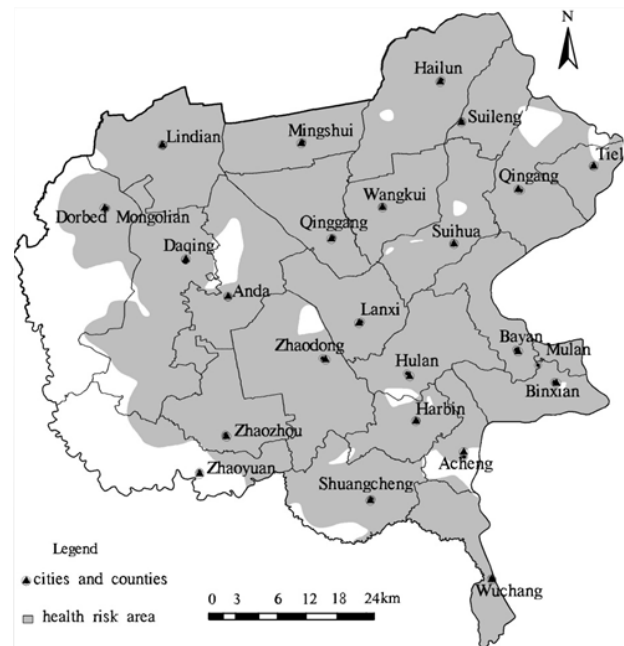 N
Hailun
Suileng
Lindian
Mingshui
Tiel
Qingang
Wangkui
Dorbed Mongolian
Qinggang
Suihua
Daqing
Anda
Lanxi
Zhaodong
Bayan
Mulan
Hulan
Binxian
Harbin
Zhaozhou
Acheng
Zhaoyuan
Shuangcheng
Legend
cities and counties
0 3 6 12 18 24km
Wuchang
health risk area